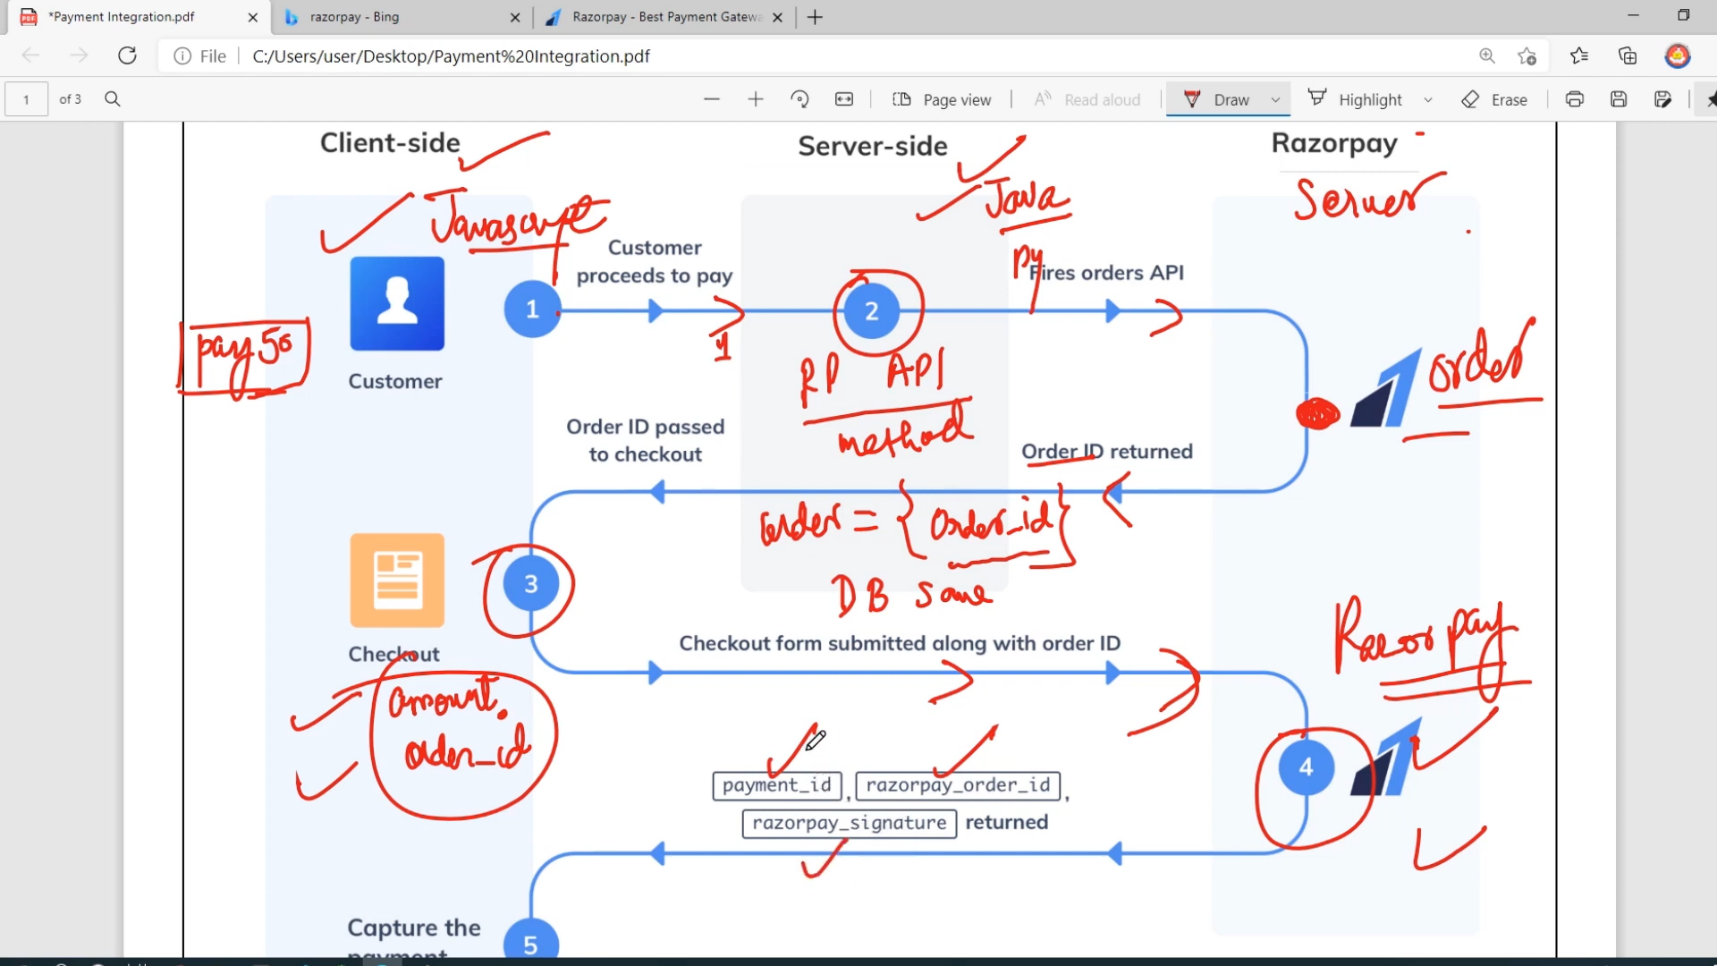 *Payment Integration.pdf
razorpay - Bing
Razorpay - Best Payment Gatewa
File
C:/Users/user/Desktop/Payment%20Integration.pdf
1 of 3
Page view
Read aloud
Draw
Highlight
Erase
Client-side
Server-side
Razorpay
Javascript
Java
Server
Customer
proceeds to pay
py
Fires orders API
1
2
1
pay 50
Customer
RP API
method
order
Order ID passed
to checkout
Order ID returned
order = { order_id }
DB save
3
Checkout
Checkout form submitted along with order ID
Razorpay
amount.
order_id
4
payment_id, razorpay_order_id,
razorpay_signature returned
Capture the
payment
5